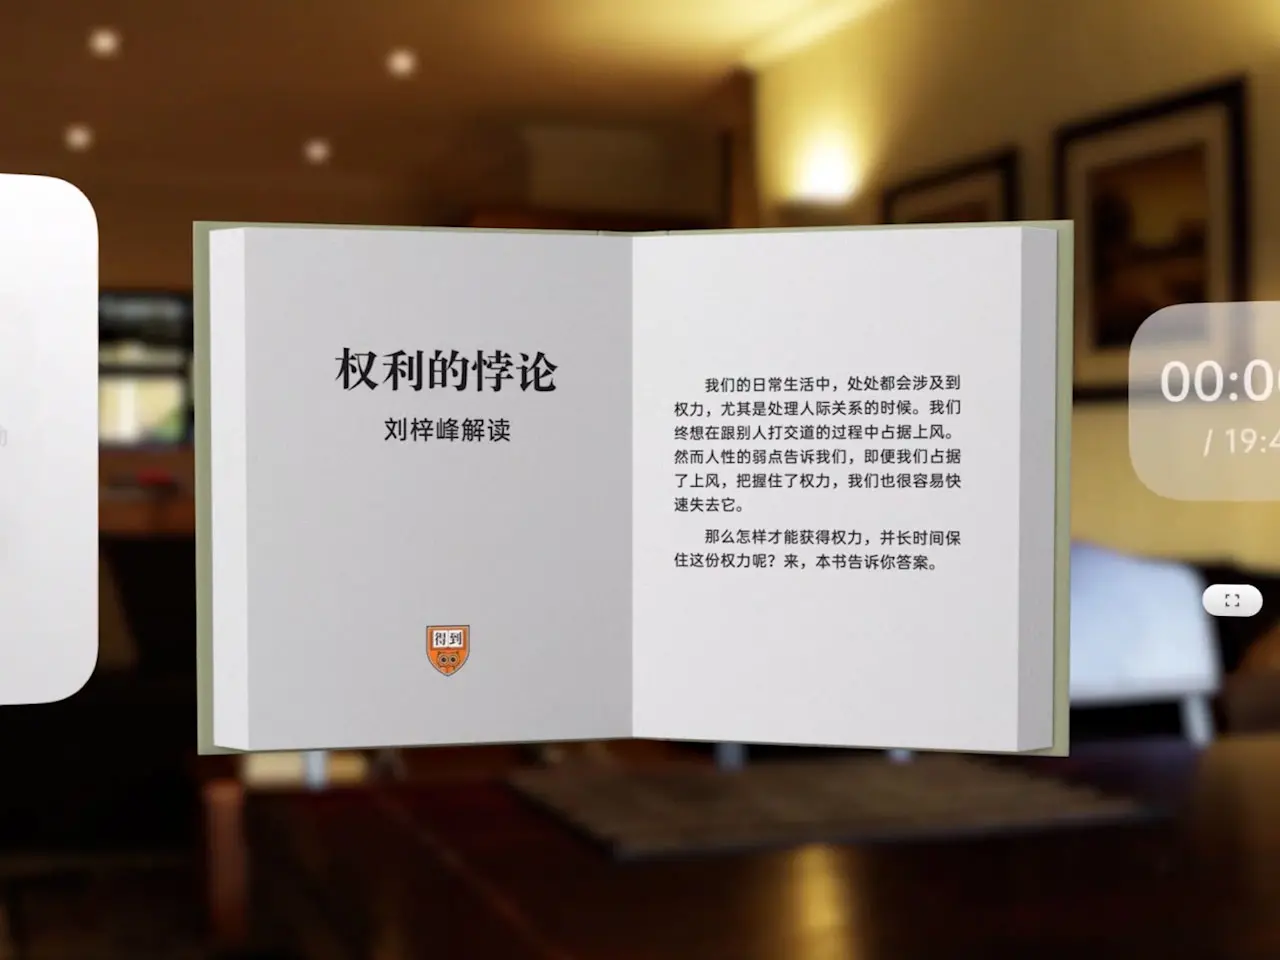 权利的悖论
刘梓峰解读
得到
我们的日常生活中，处处都会涉及到
权力，尤其是处理人际关系的时候。我们
终想在跟别人打交道的过程中占据上风。
然而人性的弱点告诉我们，即便我们占据
了上风，把握住了权力，我们也很容易快
速失去它。
那么怎样才能获得权力，并长时间保
住这份权力呢？来，本书告诉你答案。
00:0
/ 19:4